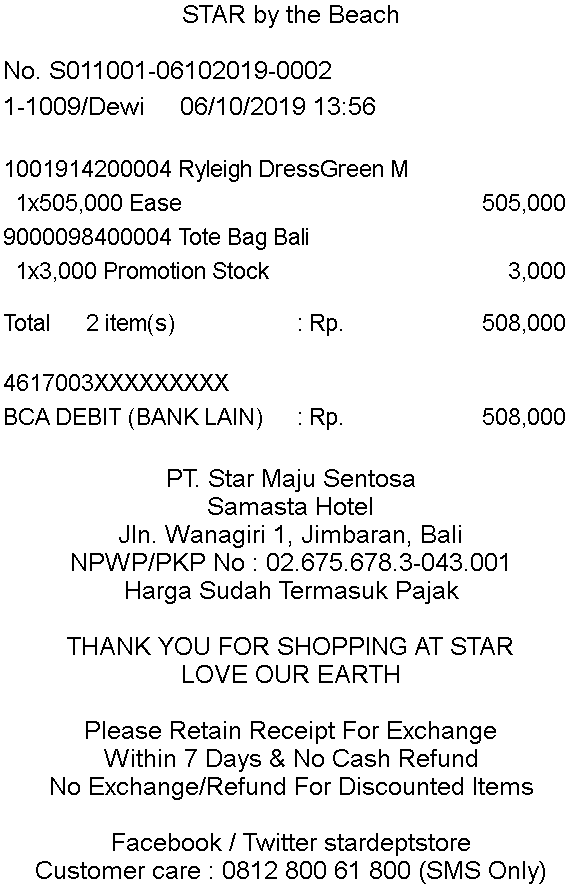 STAR by the Beach
No. S011001-06102019-0002
1-1009/Dewi 06/10/2019 13:56
1001914200004 Ryleigh DressGreen M
1x505,000 Ease 505,000
9000098400004 Tote Bag Bali
1x3,000 Promotion Stock 3,000
Total 2 item(s) : Rp. 508,000
4617003XXXXXXXXX
BCA DEBIT (BANK LAIN) : Rp. 508,000
PT. Star Maju Sentosa
Samasta Hotel
Jln. Wanagiri 1, Jimbaran, Bali
NPWP/PKP No : 02.675.678.3-043.001
Harga Sudah Termasuk Pajak
THANK YOU FOR SHOPPING AT STAR
LOVE OUR EARTH
Please Retain Receipt For Exchange
Within 7 Days & No Cash Refund
No Exchange/Refund For Discounted Items
Facebook / Twitter stardeptstore
Customer care : 0812 800 61 800 (SMS Only)